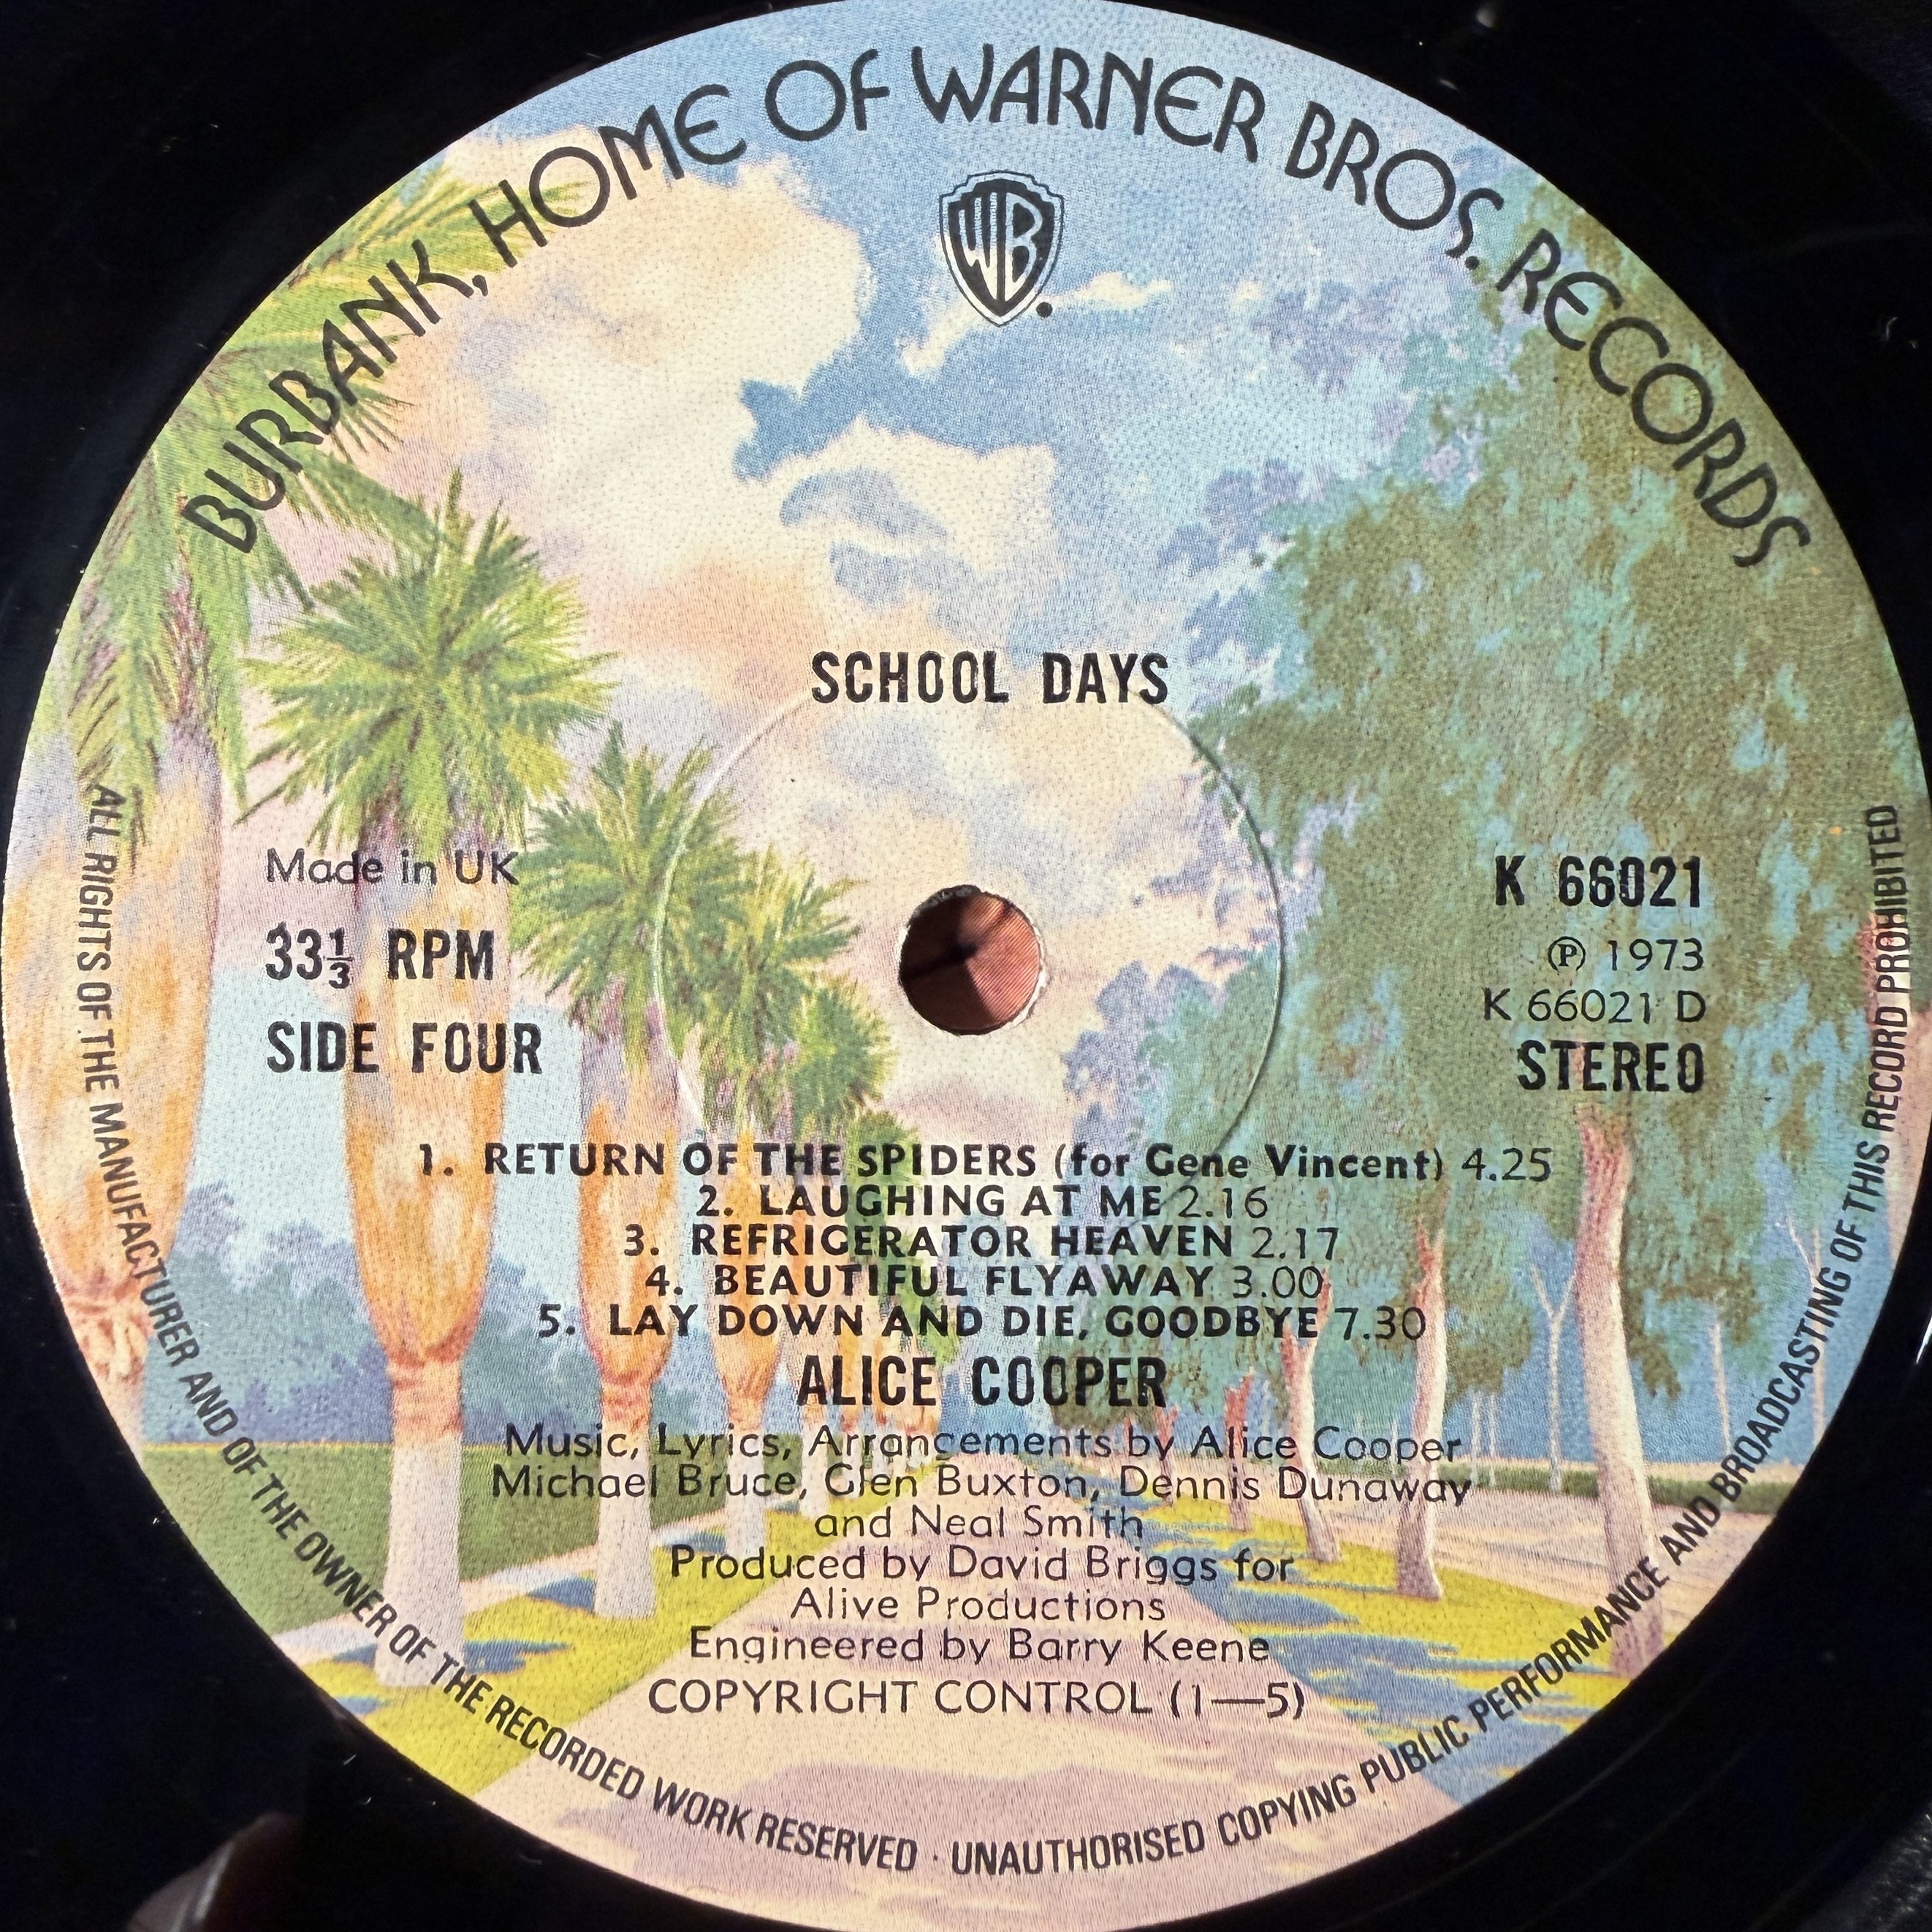 BURBANK, HOME OF WARNER BROS. RECORDS
WB
SCHOOL DAYS
Made in UK
33⅓ RPM
SIDE FOUR
K 66021
℗ 1973
K 66021 D
STEREO
1. RETURN OF THE SPIDERS (for Gene Vincent) 4.25
2. LAUGHING AT ME 2.16
3. REFRIGERATOR HEAVEN 2.17
4. BEAUTIFUL FLYAWAY 3.00
5. LAY DOWN AND DIE, GOODBYE 7.30
ALICE COOPER
Music, Lyrics, Arrangements by Alice Cooper
Michael Bruce, Glen Buxton, Dennis Dunaway
and Neal Smith
Produced by David Briggs for
Alive Productions
Engineered by Barry Keene
COPYRIGHT CONTROL (1—5)
ALL RIGHTS OF THE MANUFACTURER AND OF THE OWNER OF THE RECORDED WORK RESERVED · UNAUTHORISED COPYING PUBLIC PERFORMANCE AND BROADCASTING OF THIS RECORD PROHIBITED